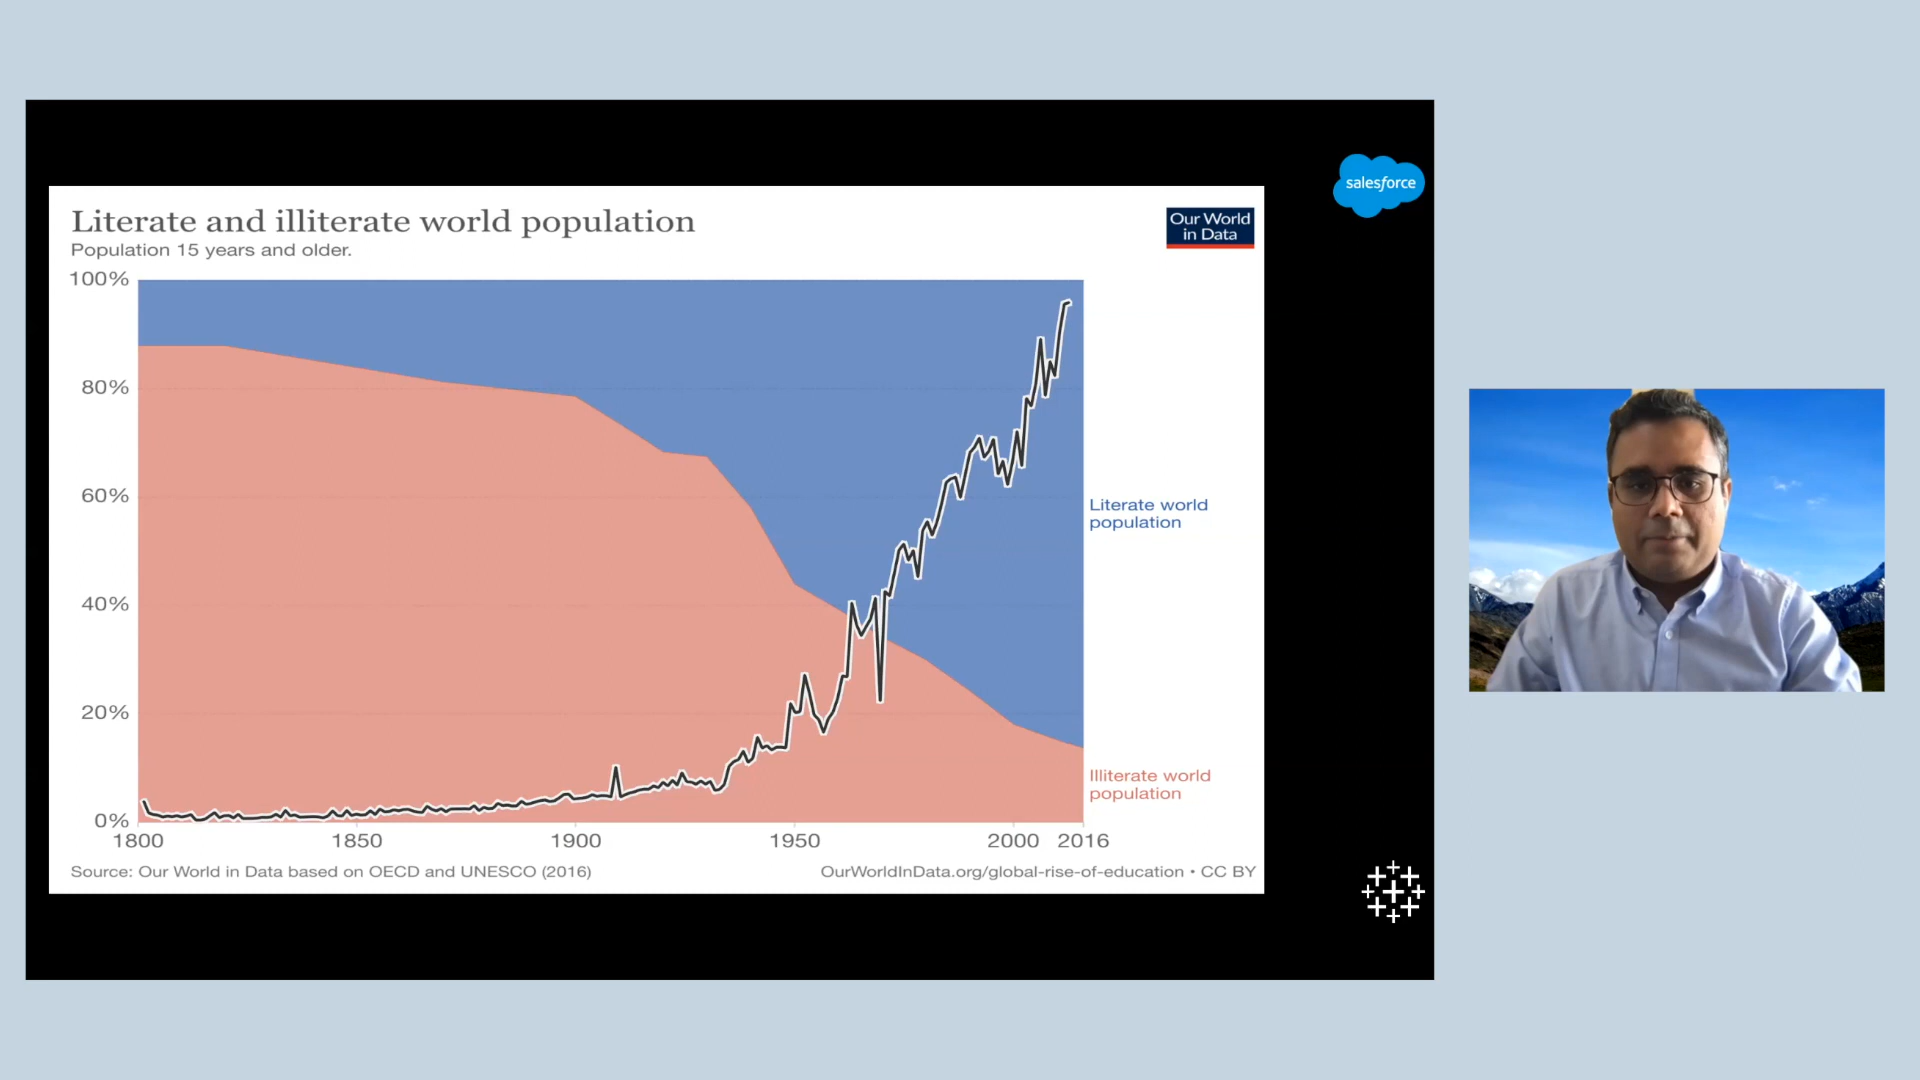 salesforce
Literate and illiterate world population
Our World
in Data
Population 15 years and older.
100%
80%
60%
40%
20%
0%
Literate world
population
Illiterate world
population
1800 1850 1900 1950 2000 2016
Source: Our World in Data based on OECD and UNESCO (2016)
OurWorldInData.org/global-rise-of-education • CC BY